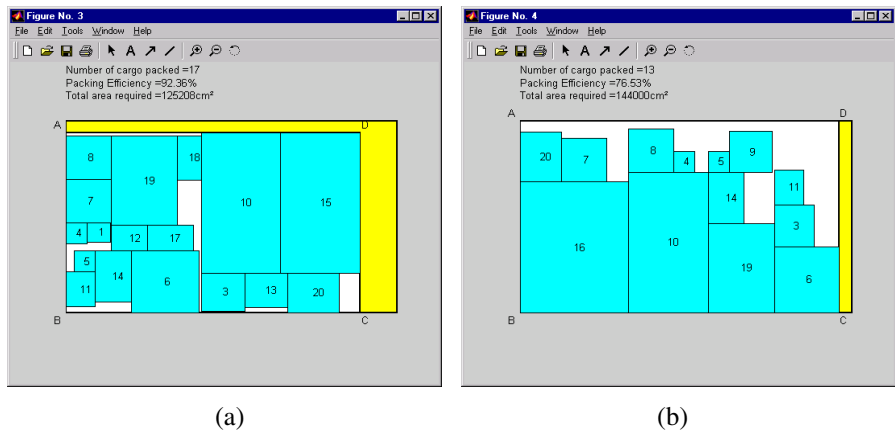 Figure No. 3
File Edit Tools Window Help
Number of cargo packed =17
Packing Efficiency =92.36%
Total area required =125208cm²
A D
8 18
19
10 15
7
4 1
12 17
5
14 6
11
3 13 20
B C
(a)
Figure No. 4
File Edit Tools Window Help
Number of cargo packed =13
Packing Efficiency =76.53%
Total area required =144000cm²
A D
20 7 8 4 5 9
11
14
3
16 10
19
6
B C
(b)